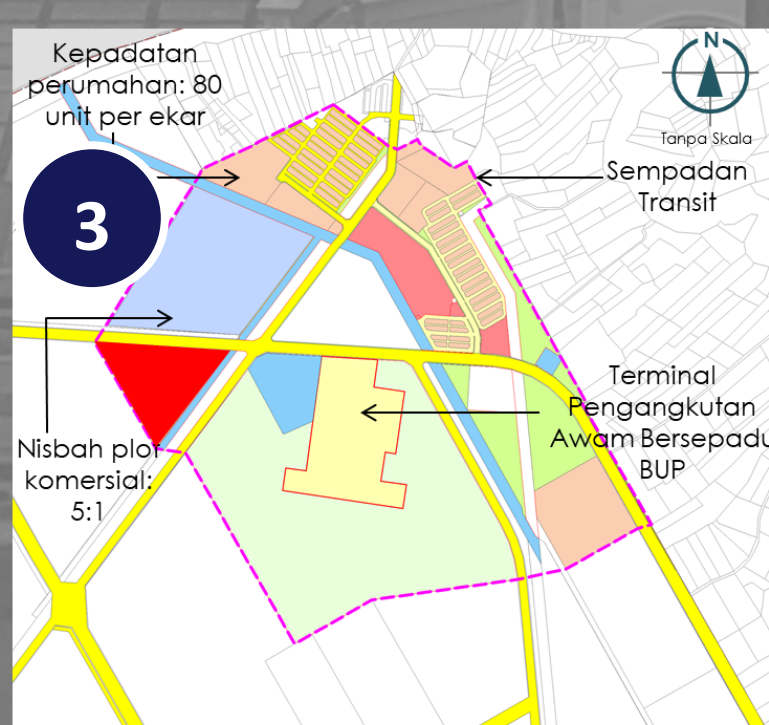 Kepadatan
perumahan: 80
unit per ekar
3
N
Tanpa Skala
Sempadan
Transit
Terminal
Pengangkutan
Awam Bersepadu
BUP
Nisbah plot
komersial:
5:1